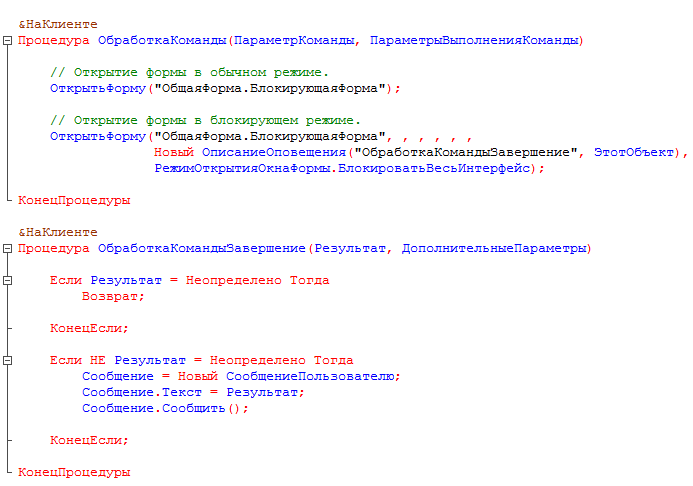 &НаКлиенте
Процедура ОбработкаКоманды(ПараметрКоманды, ПараметрыВыполненияКоманды)
// Открытие формы в обычном режиме.
ОткрытьФорму("ОбщаяФорма.БлокирующаяФорма");
// Открытие формы в блокирующем режиме.
ОткрытьФорму("ОбщаяФорма.БлокирующаяФорма", , , , , ,
Новый ОписаниеОповещения("ОбработкаКомандыЗавершение", ЭтотОбъект),
РежимОткрытияОкнаФормы.БлокироватьВесьИнтерфейс);
КонецПроцедуры
&НаКлиенте
Процедура ОбработкаКомандыЗавершение(Результат, ДополнительныеПараметры)
Если Результат = Неопределено Тогда
Возврат;
КонецЕсли;
Если НЕ Результат = Неопределено Тогда
Сообщение = Новый СообщениеПользователю;
Сообщение.Текст = Результат;
Сообщение.Сообщить();
КонецЕсли;
КонецПроцедуры